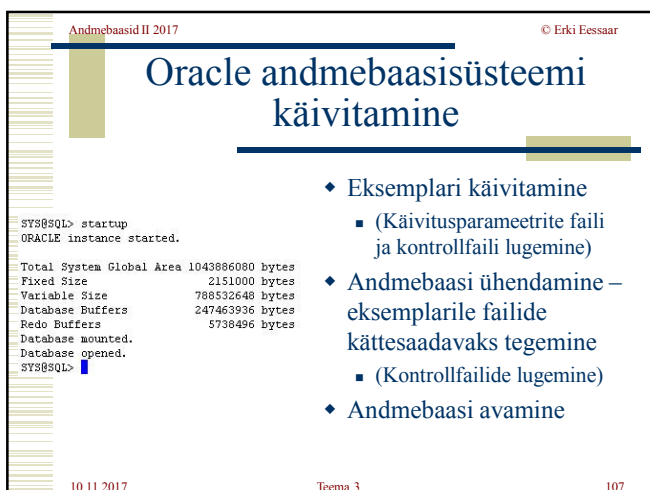 Andmebaasid II 2017
© Erki Eessaar
Oracle andmebaasisüsteemi
käivitamine
SYS@SQL> startup
ORACLE instance started.
Total System Global Area 1043886080 bytes
Fixed Size 2151000 bytes
Variable Size 788532648 bytes
Database Buffers 247463936 bytes
Redo Buffers 5738496 bytes
Database mounted.
Database opened.
SYS@SQL>
Eksemplari käivitamine
(Käivitusparameetrite faili
ja kontrollfaili lugemine)
Andmebaasi ühendamine –
eksemplarile failide
kättesaadavaks tegemine
(Kontrollfailide lugemine)
Andmebaasi avamine
10.11.2017
Teema 3
107